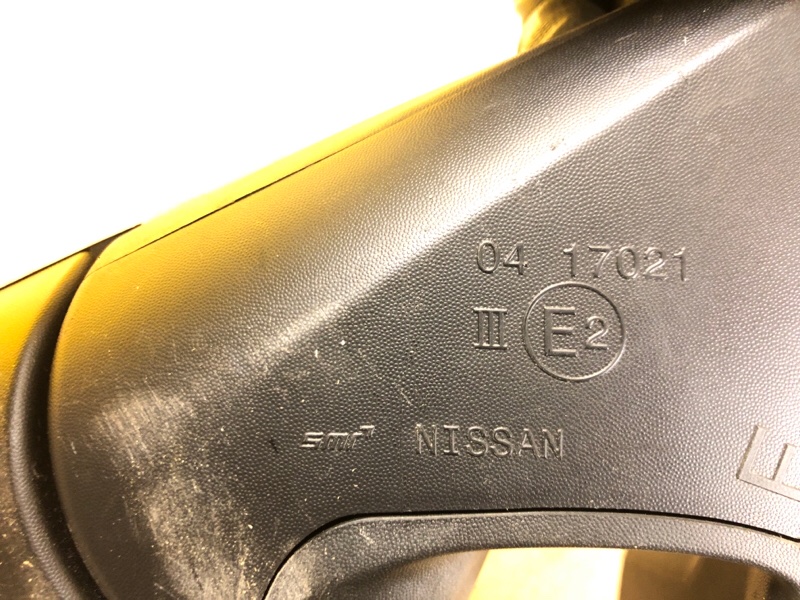 04 17021
III E2
smr NISSAN